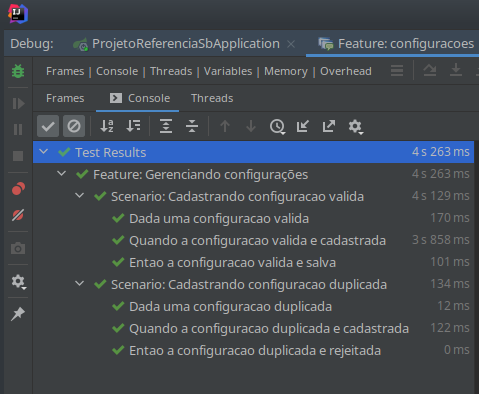 IJ
Debug: ProjetoReferenciaSbApplication × Feature: configuracoes
Frames | Console | Threads | Variables | Memory | Overhead
Frames Console Threads
Test Results 4 s 263 ms
Feature: Gerenciando configurações 4 s 263 ms
Scenario: Cadastrando configuracao valida 4 s 129 ms
Dada uma configuracao valida 170 ms
Quando a configuracao valida e cadastrada 3 s 858 ms
Entao a configuracao valida e salva 101 ms
Scenario: Cadastrando configuracao duplicada 134 ms
Dada uma configuracao duplicada 12 ms
Quando a configuracao duplicada e cadastrada 122 ms
Entao a configuracao duplicada e rejeitada 0 ms